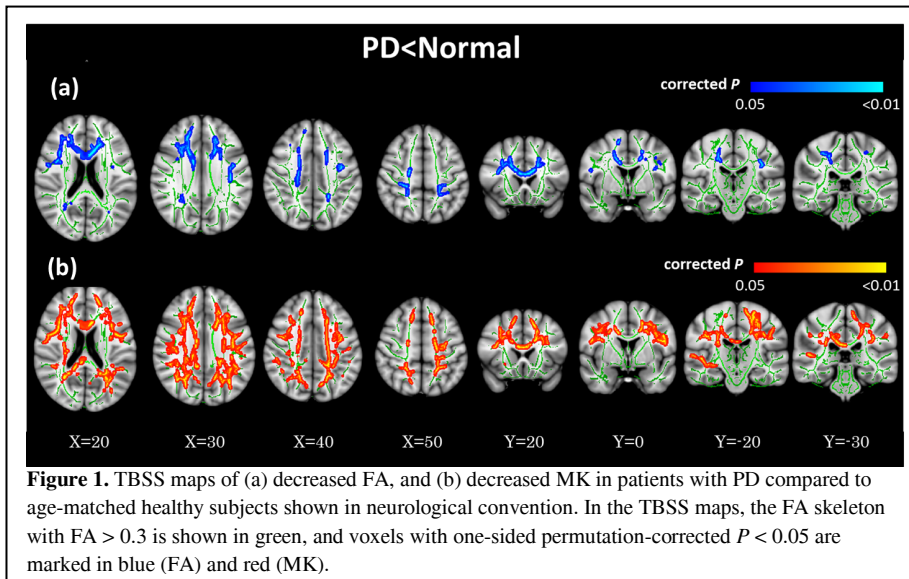 PD<Normal
(a)
corrected P
0.05 <0.01
(b)
corrected P
0.05 <0.01
X=20 X=30 X=40 X=50 Y=20 Y=0 Y=-20 Y=-30
Figure 1. TBSS maps of (a) decreased FA, and (b) decreased MK in patients with PD compared to
age-matched healthy subjects shown in neurological convention. In the TBSS maps, the FA skeleton
with FA > 0.3 is shown in green, and voxels with one-sided permutation-corrected P < 0.05 are
marked in blue (FA) and red (MK).